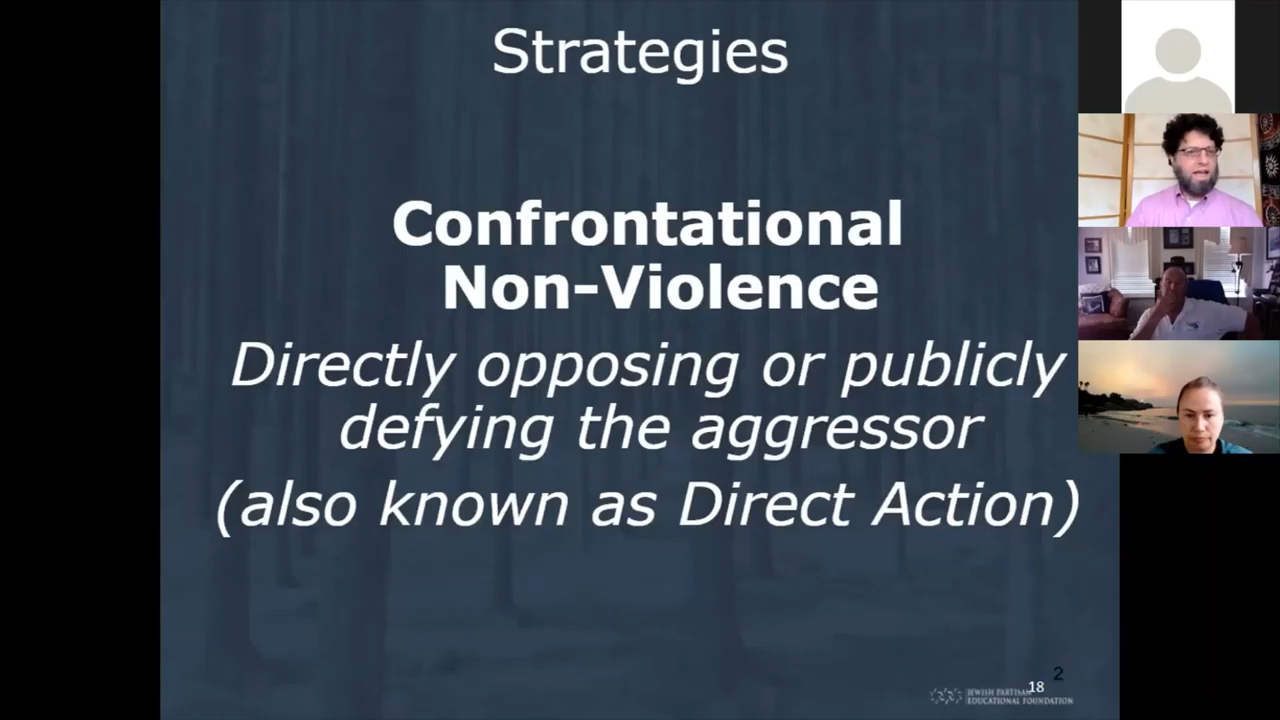 Strategies
Confrontational
Non-Violence
Directly opposing or publicly
defying the aggressor
(also known as Direct Action)
2
18
JEWISH PARTISAN
EDUCATIONAL FOUNDATION